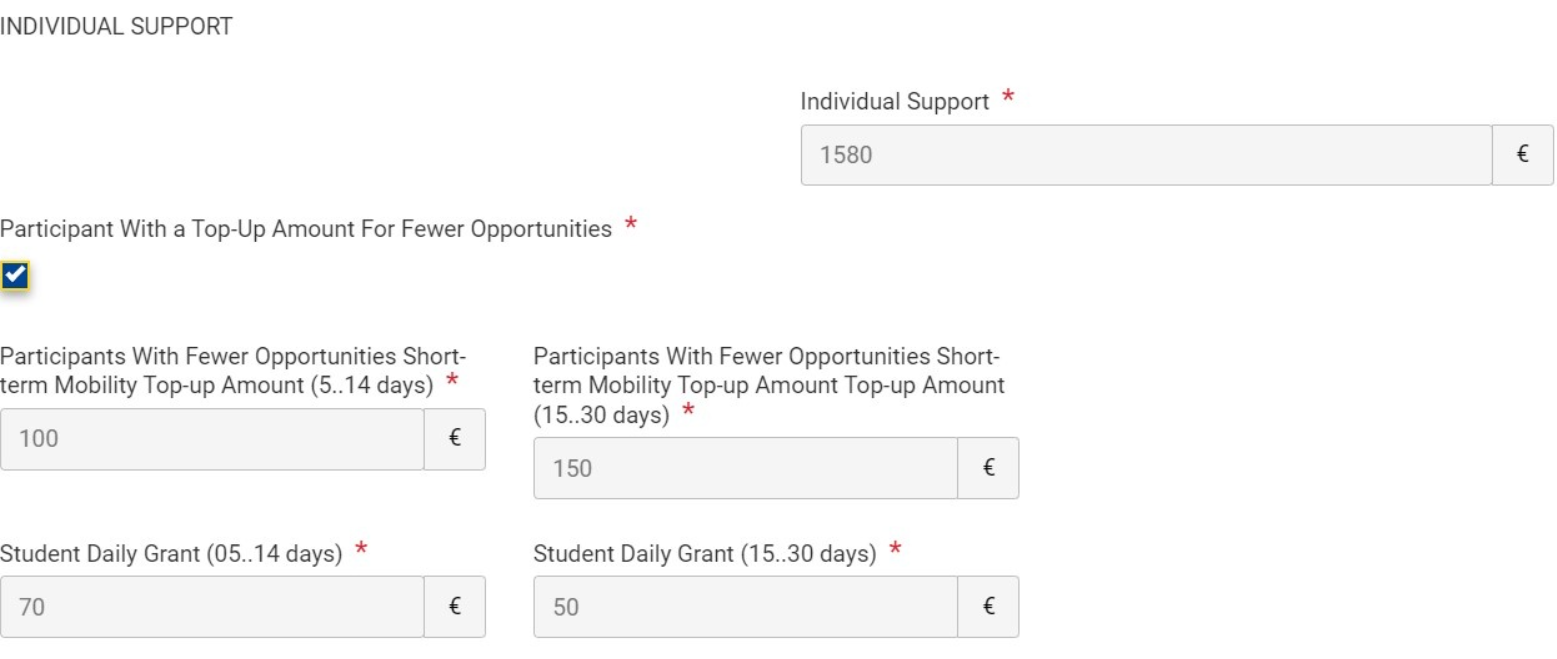 INDIVIDUAL SUPPORT
Individual Support *
1580 €
Participant With a Top-Up Amount For Fewer Opportunities *
Participants With Fewer Opportunities Short-
term Mobility Top-up Amount (5..14 days) *
100 €
Participants With Fewer Opportunities Short-
term Mobility Top-up Amount Top-up Amount
(15..30 days) *
150 €
Student Daily Grant (05..14 days) *
70 €
Student Daily Grant (15..30 days) *
50 €